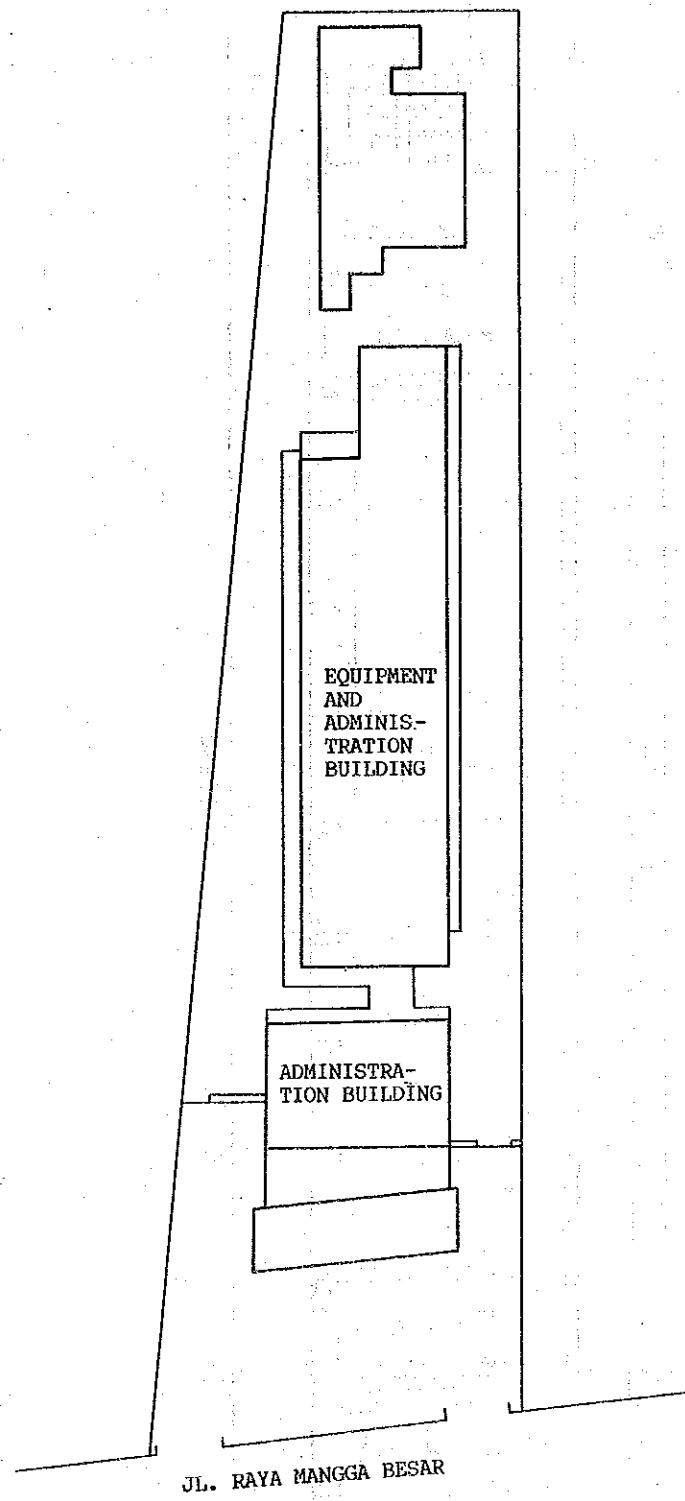 EQUIPMENT
AND
ADMINIS-
TRATION
BUILDING
ADMINISTRA-
TION BUILDING
JL. RAYA MANGGA BESAR